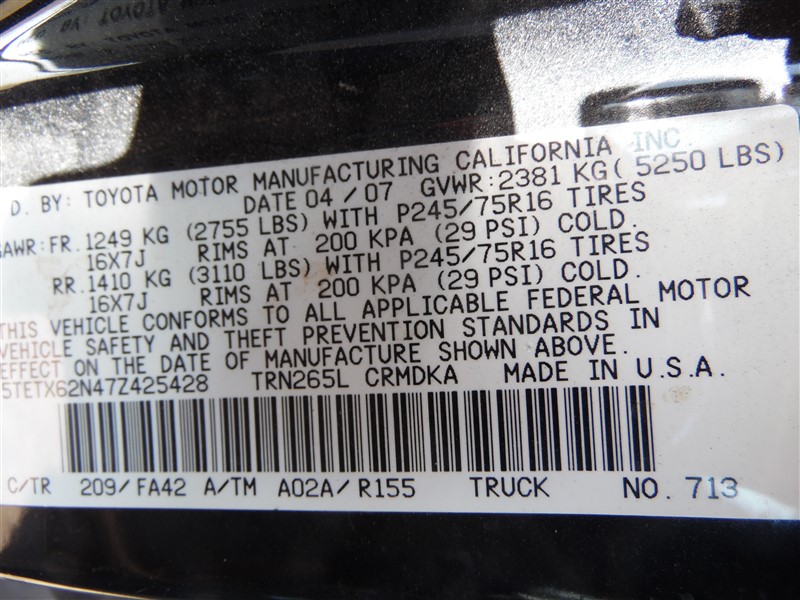 D. BY: TOYOTA MOTOR MANUFACTURING CALIFORNIA INC.
DATE 04 / 07 GVWR:2381 KG( 5250 LBS)
GAWR:FR.1249 KG (2755 LBS) WITH P245/75R16 TIRES
16X7J RIMS AT 200 KPA (29 PSI) COLD.
RR.1410 KG (3110 LBS) WITH P245/75R16 TIRES
16X7J RIMS AT 200 KPA (29 PSI) COLD.
THIS VEHICLE CONFORMS TO ALL APPLICABLE FEDERAL MOTOR
VEHICLE SAFETY AND THEFT PREVENTION STANDARDS IN
EFFECT ON THE DATE OF MANUFACTURE SHOWN ABOVE.
5TETX62N47Z425428 TRN265L CRMDKA MADE IN U.S.A.
C/TR 209/FA42 A/TM A02A/R155 TRUCK NO. 713